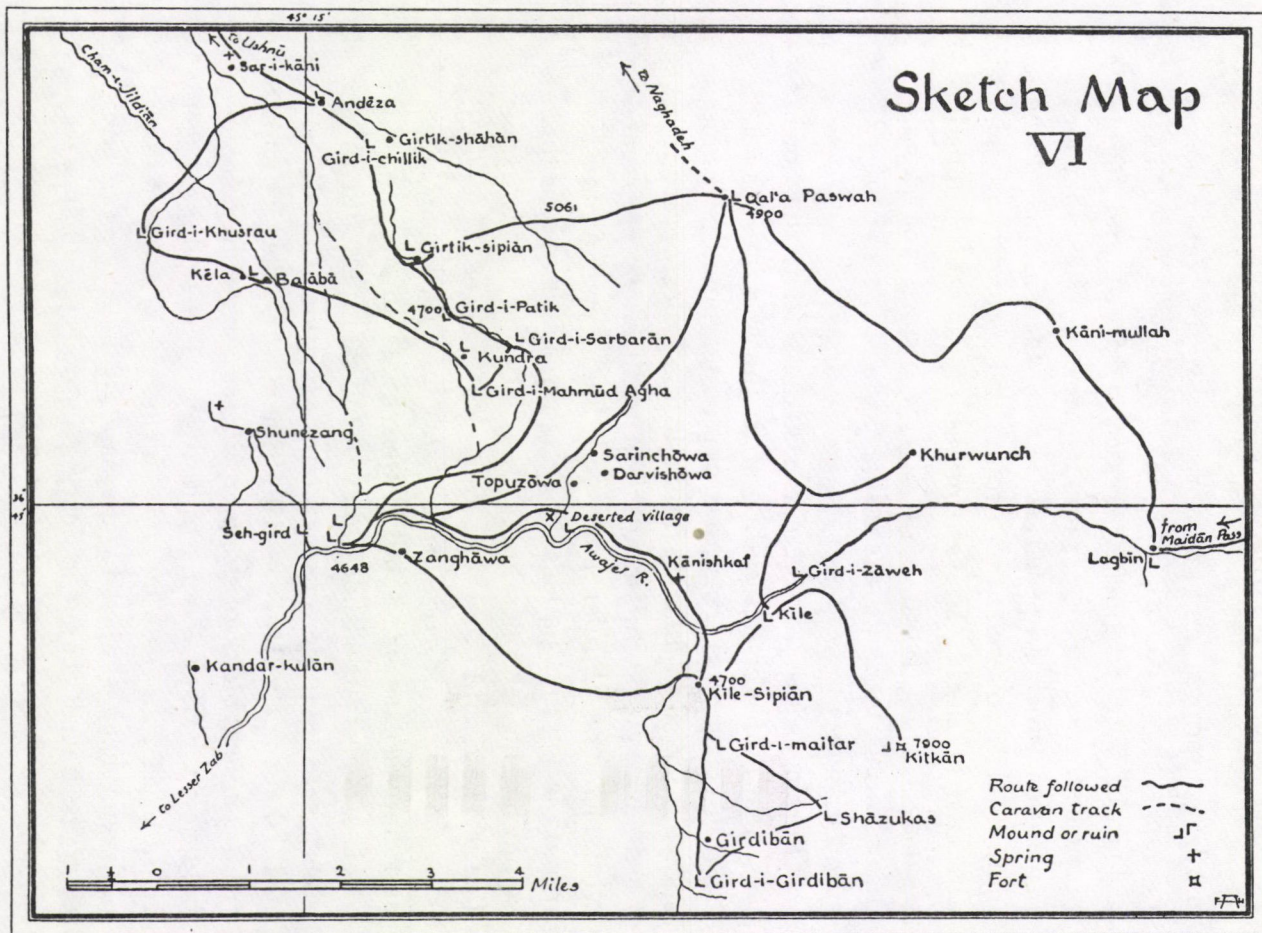 45° 15'
Sketch Map
VI
Cham-i-Jildiān
to Ushnū
Sar-i-kāni
Andēza
Girtik-shāhān
Gird-i-chillik
to Naghadeh
5061
Qal'a Paswah
4900
Gird-i-Khusrau
Girtik-sipiān
Kēla
Balābā
4700
Gird-i-Patik
Gird-i-Sarbarān
Kāni-mullah
Kundra
Gird-i-Mahmūd Agha
Shunezang
Sarinchōwa
Darvishōwa
Topuzōwa
Khurwunch
36°
45'
Seh-gird
Deserted village
from
Maidān Pass
Lagbin
4648
Zanghāwa
Awajer R.
Kānishkat
Gird-i-Zāweh
Kile
Kandar-kulān
4700
Kile-Sipiān
Gird-i-maitar
7900
Kitkān
to Lesser Zab
Shāzukas
Girdibān
Gird-i-Girdibān
Route followed
Caravan track
Mound or ruin
Spring
Fort
1 0 1 2 3 4 Miles